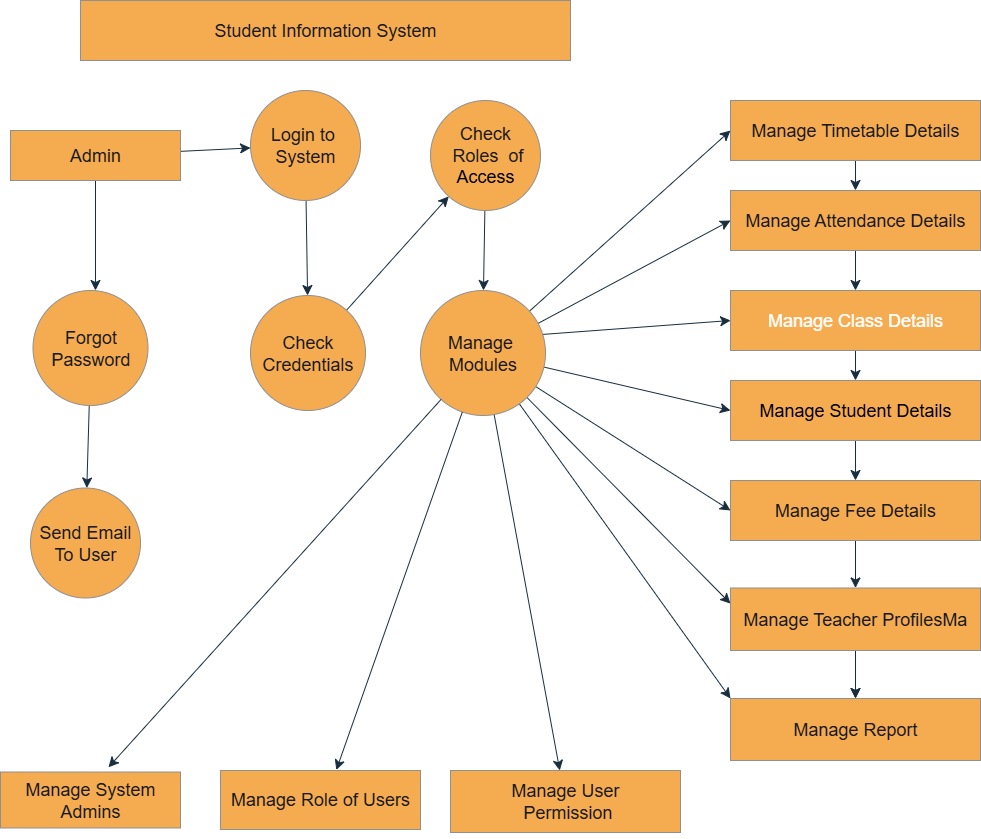 Student Information System
Admin
Login to
System
Check
Roles of
Access
Manage Timetable Details
Manage Attendance Details
Forgot
Password
Check
Credentials
Manage
Modules
Manage Class Details
Manage Student Details
Send Email
To User
Manage Fee Details
Manage Teacher ProfilesMa
Manage Report
Manage System
Admins
Manage Role of Users
Manage User
Permission